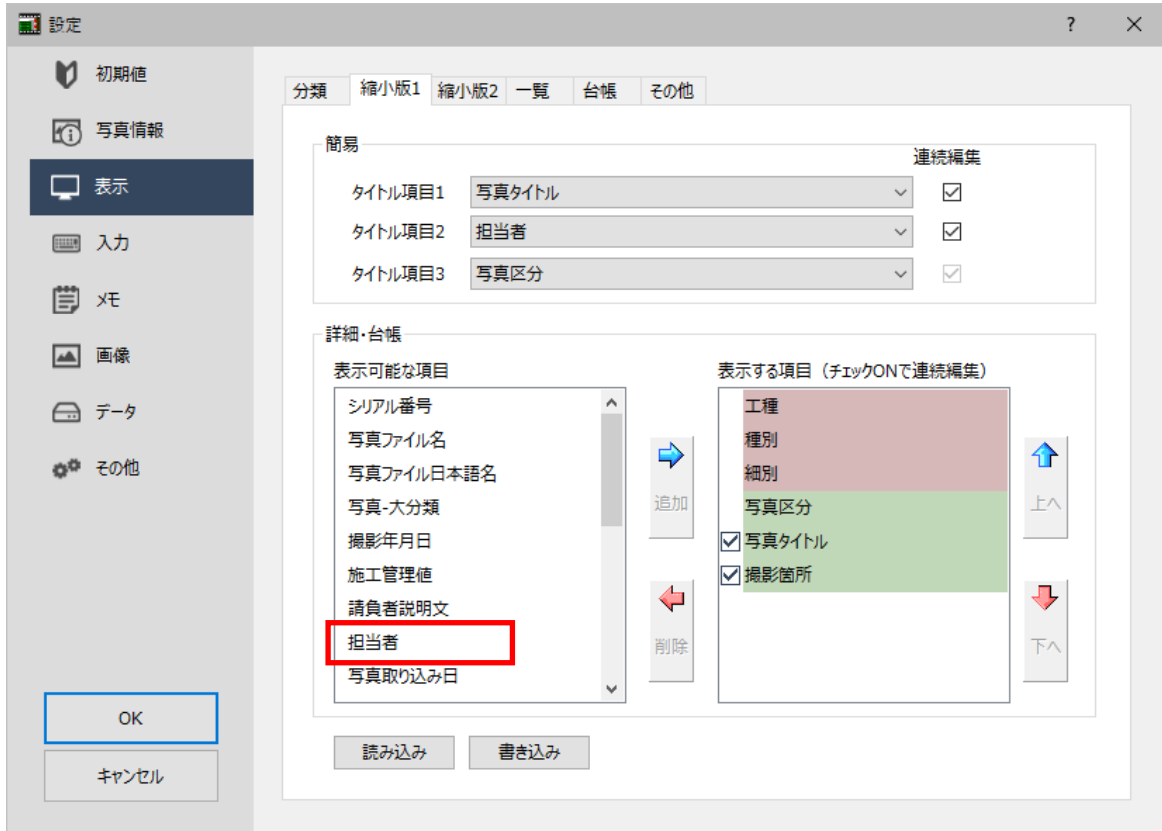 設定
?
初期値
写真情報
表示
入力
メモ
画像
データ
その他
OK
キャンセル
分類
縮小版1
縮小版2
一覧
台帳
その他
簡易
連続編集
タイトル項目1
写真タイトル
タイトル項目2
担当者
タイトル項目3
写真区分
詳細・台帳
表示可能な項目
シリアル番号
写真ファイル名
写真ファイル日本語名
写真-大分類
撮影年月日
施工管理値
請負者説明文
担当者
写真取り込み日
追加
削除
表示する項目（チェックONで連続編集）
工種
種別
細別
写真区分
写真タイトル
撮影箇所
上へ
下へ
読み込み
書き込み